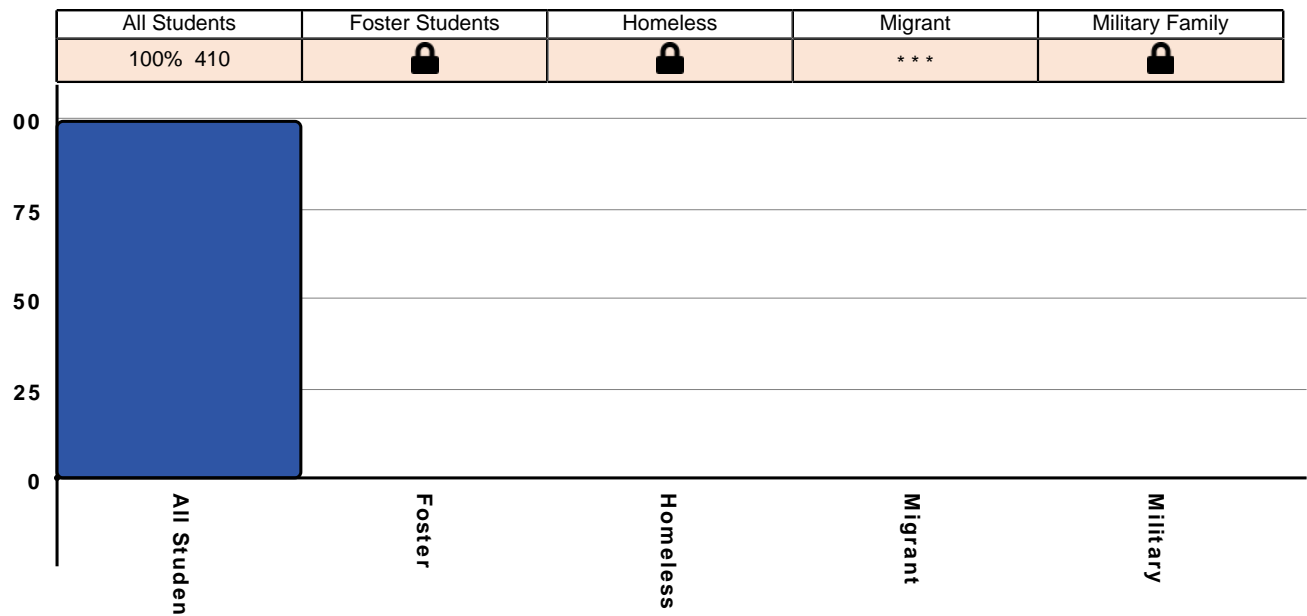 All Students Foster Students Homeless Migrant Military Family
100% 410 * * *
00
75
50
25
0
All Studen
Foster
Homeless
Migrant
Military